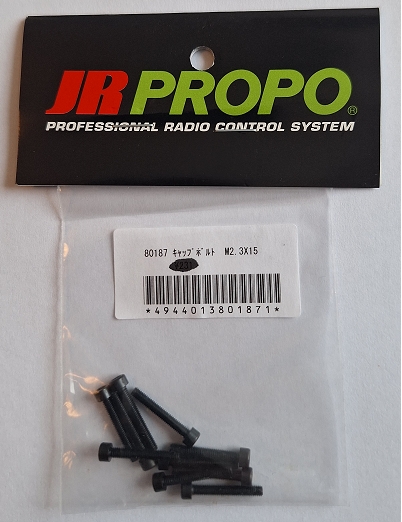 JR PROPO®
PROFESSIONAL RADIO CONTROL SYSTEM
80187 ｷｬｯﾌﾟﾎﾞﾙﾄ M2.3X15
*4944013801871*